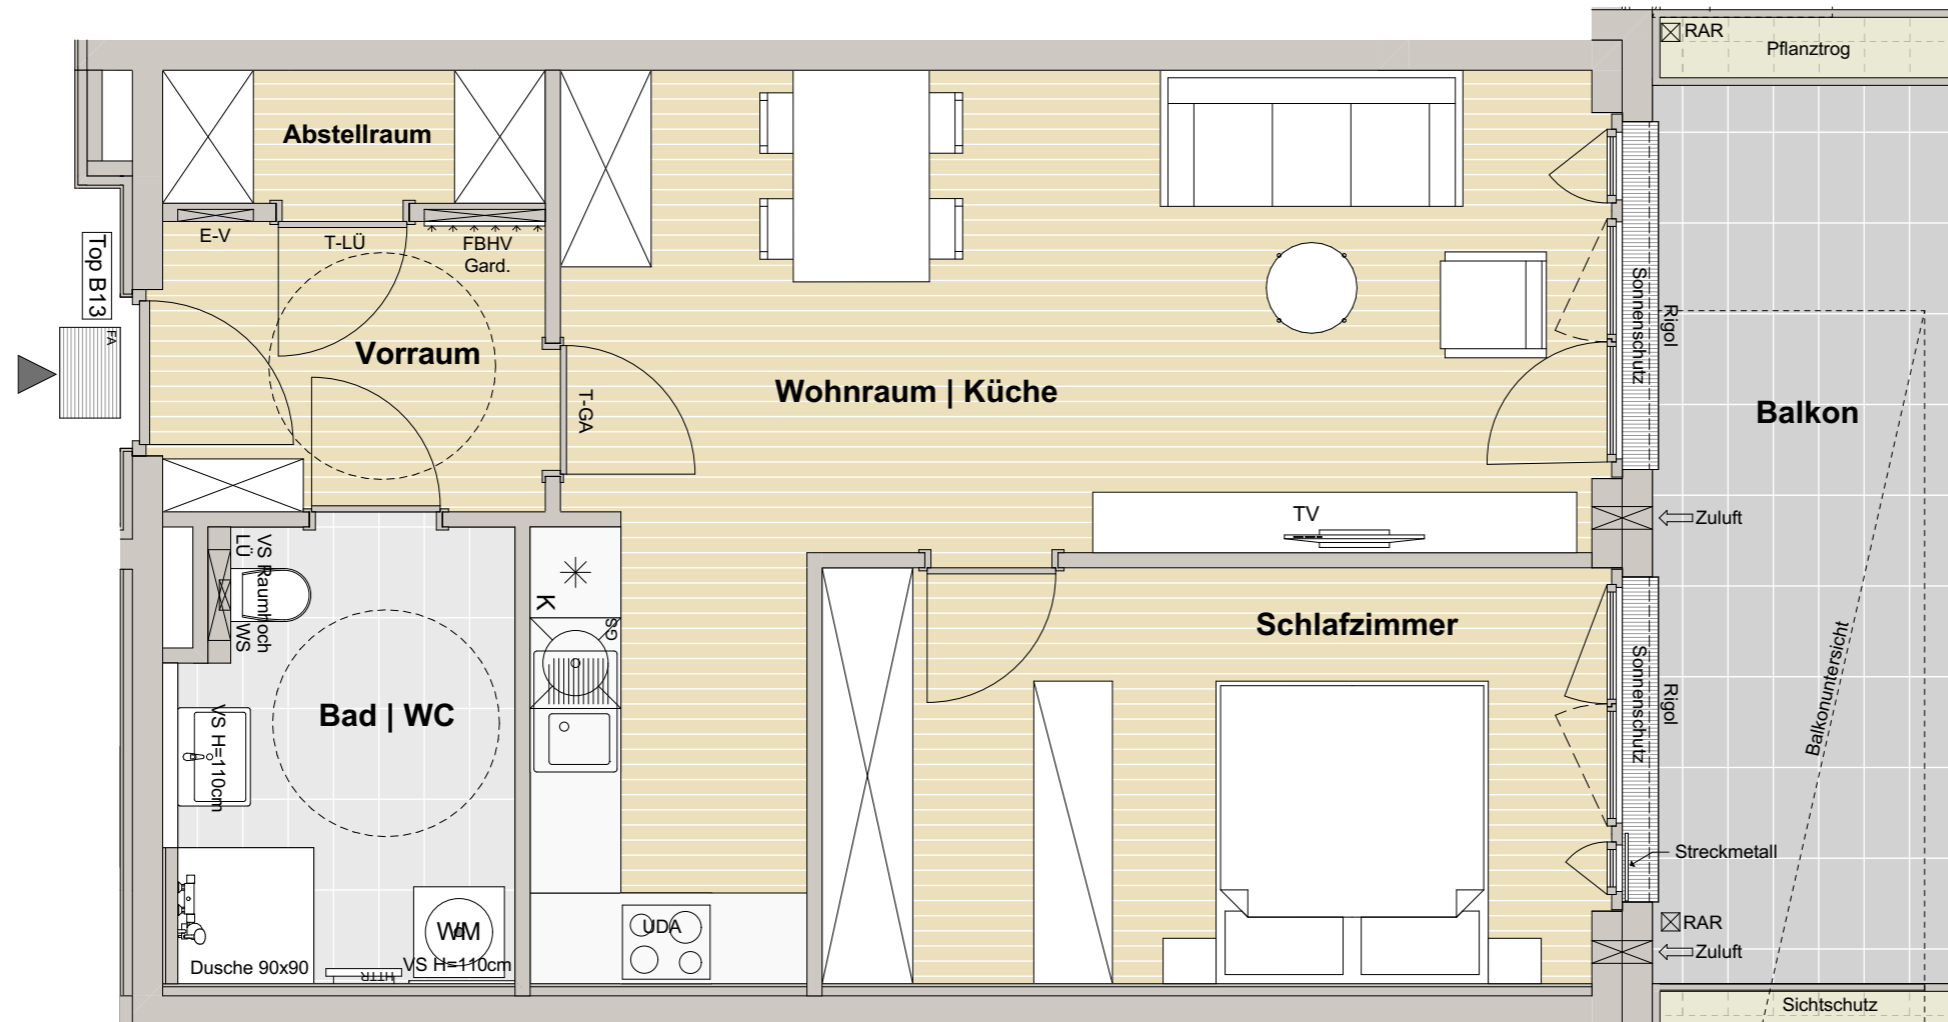 RAR
Pflanztrog
Abstellraum
E-V
T-LÜ
FBHV
Gard.
Top B13
FA
Vorraum
T-GA
Wohnraum | Küche
Sonnenschutz
Rigol
Balkon
TV
Zuluft
VS Raumhoch
LÜ
WS
K
SG
Schlafzimmer
Sonnenschutz
Rigol
Balkonuntersicht
Bad | WC
VS H=110cm
Streckmetall
RAR
Zuluft
WM
UDA
Dusche 90x90
HTTR
VS H=110cm
Sichtschutz